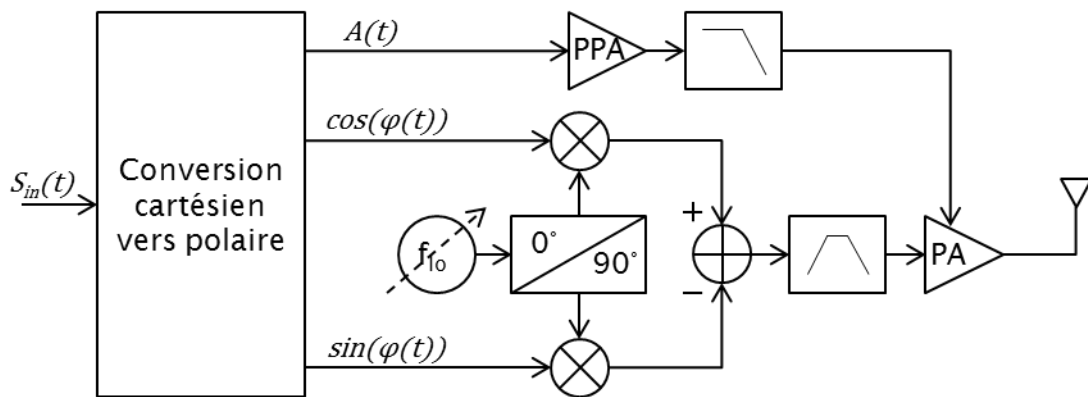 A(t)
PPA
cos(φ(t))
S_in(t)
Conversion
cartésien
vers polaire
f_lo
0°
90°
+
−
PA
sin(φ(t))